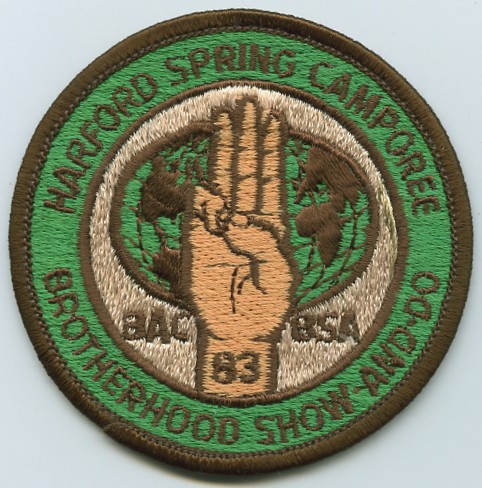 HARFORD SPRING CAMPOREE
BAC BSA
83
BROTHERHOOD SHOW-AND-DO